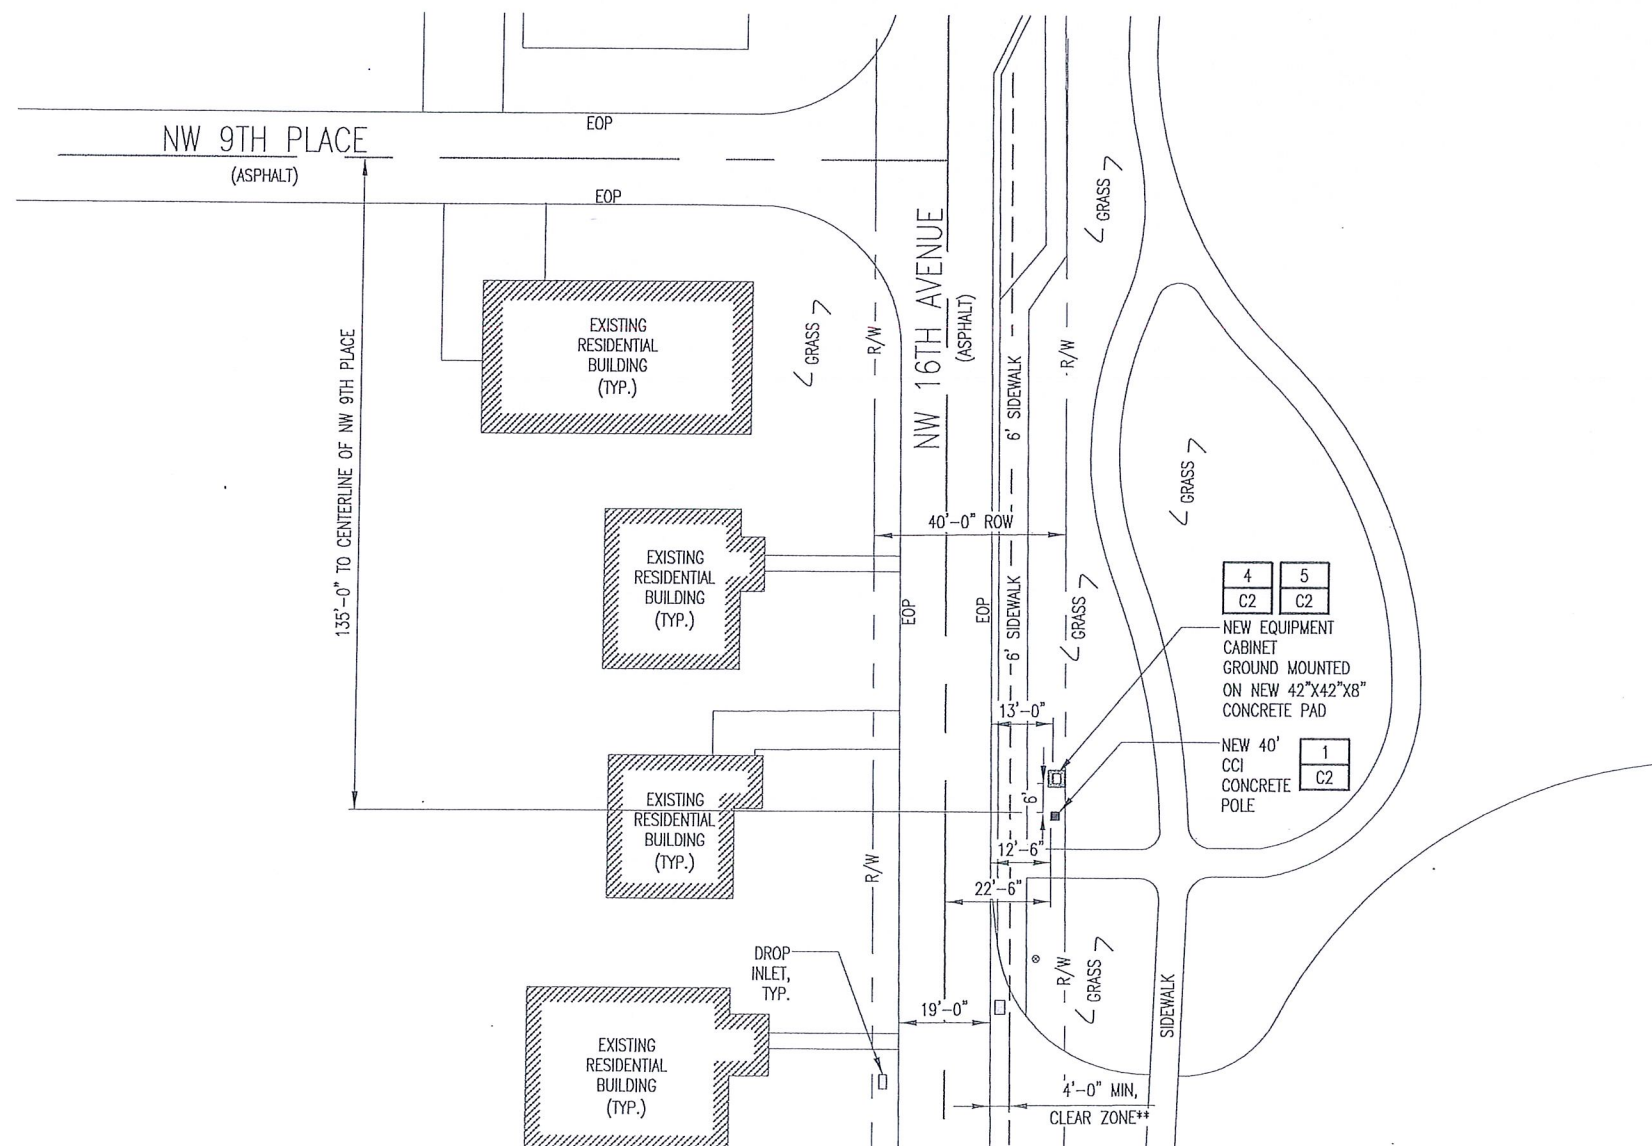 EOP
NW 9TH PLACE
(ASPHALT)
EOP
GRASS
NW 16TH AVENUE
(ASPHALT)
EXISTING
RESIDENTIAL
BUILDING
(TYP.)
GRASS
R/W
R/W
6' SIDEWALK
135'-0" TO CENTERLINE OF NW 9TH PLACE
GRASS
40'-0" ROW
EXISTING
RESIDENTIAL
BUILDING
(TYP.)
EOP
EOP
6' SIDEWALK
GRASS
4
C2
5
C2
NEW EQUIPMENT
CABINET
GROUND MOUNTED
ON NEW 42"X42"X8"
CONCRETE PAD
13'-0"
NEW 40'
CCI
CONCRETE
POLE
1
C2
6'
EXISTING
RESIDENTIAL
BUILDING
(TYP.)
12'-6"
R/W
22'-6"
DROP
INLET,
TYP.
R/W
GRASS
SIDEWALK
19'-0"
EXISTING
RESIDENTIAL
BUILDING
(TYP.)
4'-0" MIN,
CLEAR ZONE**